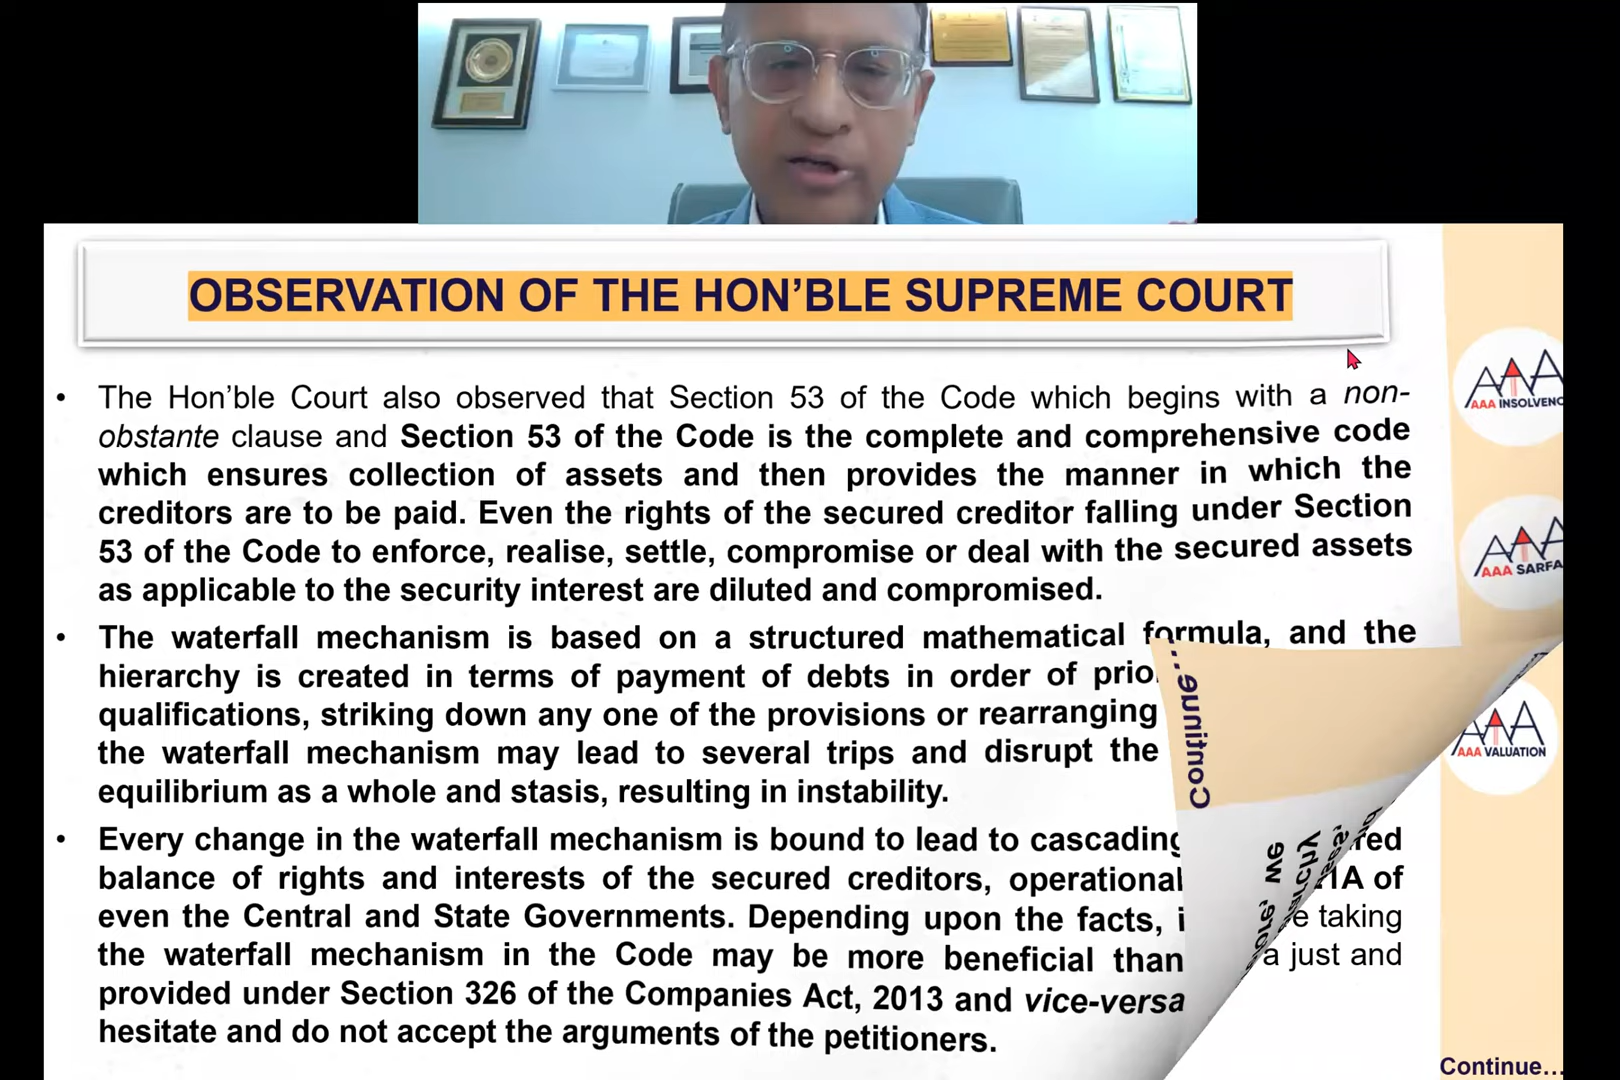 OBSERVATION OF THE HON’BLE SUPREME COURT
• The Hon’ble Court also observed that Section 53 of the Code which begins with a non-
obstante clause and Section 53 of the Code is the complete and comprehensive code
which ensures collection of assets and then provides the manner in which the
creditors are to be paid. Even the rights of the secured creditor falling under Section
53 of the Code to enforce, realise, settle, compromise or deal with the secured assets
as applicable to the security interest are diluted and compromised.
• The waterfall mechanism is based on a structured mathematical formula, and the
hierarchy is created in terms of payment of debts in order of
qualifications, striking down any one of the provisions or rearranging
the waterfall mechanism may lead to several trips and disrupt the
equilibrium as a whole and stasis, resulting in instability.
• Every change in the waterfall mechanism is bound to lead to cascading
balance of rights and interests of the secured creditors, operational 1A of
even the Central and State Governments. Depending upon the facts, taking
the waterfall mechanism in the Code may be more beneficial than a just and
provided under Section 326 of the Companies Act, 2013 and vice-versa
hesitate and do not accept the arguments of the petitioners.
Continue...
we
AAA INSOLVENC
AAA SARFA
AAA VALUATION
Continue...